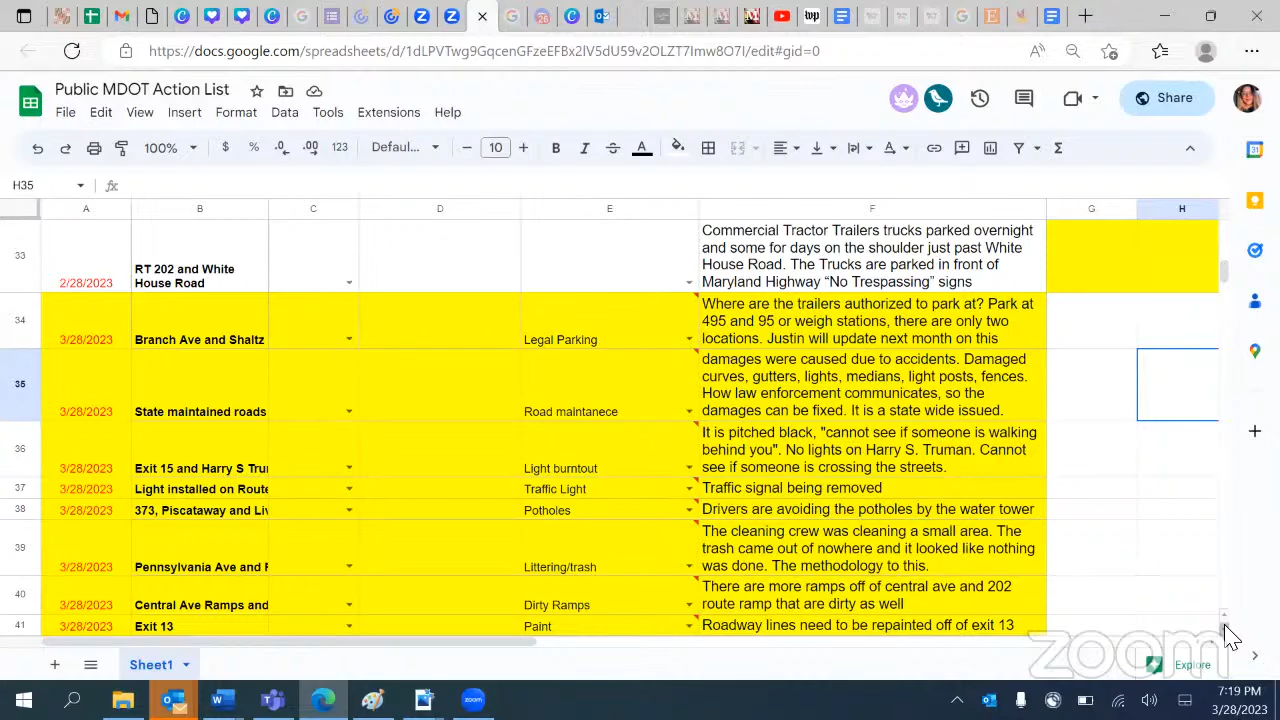 https://docs.google.com/spreadsheets/d/1dLPVTwg9GqcenGFzeEFBx2lV5dU59v2OLZT7Imw8O7I/edit#gid=0
Public MDOT Action List
File Edit View Insert Format Data Tools Extensions Help
Share
100% $ % .0 .00 123 Defaul... 10 B I A
H35 fx
A B C D E F G H
33 2/28/2023 RT 202 and White
House Road
Commercial Tractor Trailers trucks parked overnight
and some for days on the shoulder just past White
House Road. The Trucks are parked in front of
Maryland Highway “No Trespassing” signs
34 3/28/2023 Branch Ave and Shaltz Legal Parking
Where are the trailers authorized to park at? Park at
495 and 95 or weigh stations, there are only two
locations. Justin will update next month on this
35 3/28/2023 State maintained roads Road maintanece
damages were caused due to accidents. Damaged
curves, gutters, lights, medians, light posts, fences.
How law enforcement communicates, so the
damages can be fixed. It is a state wide issued.
36 3/28/2023 Exit 15 and Harry S Tru Light burntout
It is pitched black, "cannot see if someone is walking
behind you". No lights on Harry S. Truman. Cannot
see if someone is crossing the streets.
37 3/28/2023 Light installed on Route Traffic Light Traffic signal being removed
38 3/28/2023 373, Piscataway and Liv Potholes Drivers are avoiding the potholes by the water tower
39 3/28/2023 Pennsylvania Ave and Littering/trash
The cleaning crew was cleaning a small area. The
trash came out of nowhere and it looked like nothing
was done. The methodology to this.
40 3/28/2023 Central Ave Ramps and Dirty Ramps
There are more ramps off of central ave and 202
route ramp that are dirty as well
41 3/28/2023 Exit 13 Paint Roadway lines need to be repainted off of exit 13
Sheet1
Explore
zoom
7:19 PM
3/28/2023